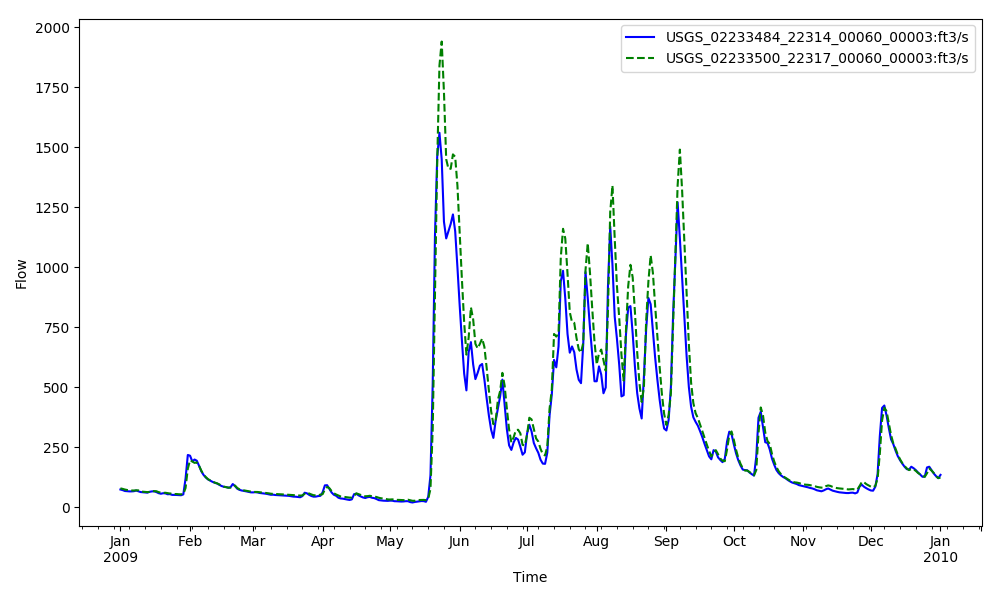 USGS_02233484_22314_00060_00003:ft3/s
USGS_02233500_22317_00060_00003:ft3/s
2000
1750
1500
1250
1000
750
500
250
0
Flow
Jan Feb Mar Apr May Jun Jul Aug Sep Oct Nov Dec Jan
2009 2010
Time